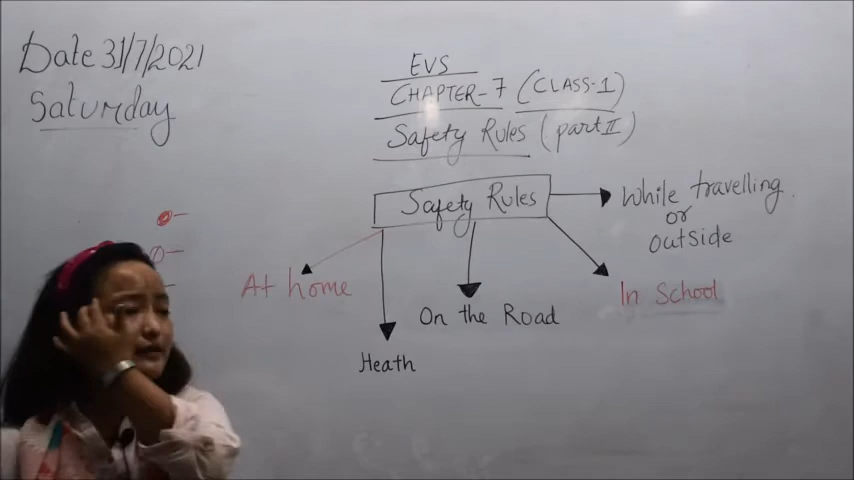 Date 31/7/2021
Saturday
EVS
CHAPTER-7 (CLASS-1)
Safety Rules (part II)
Safety Rules
While travelling
or
outside
At home
In School
On the Road
Heath